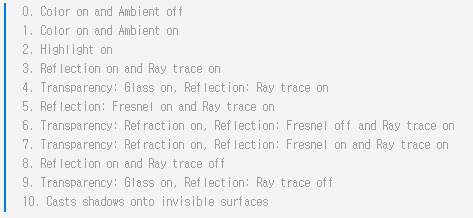 0. Color on and Ambient off
1. Color on and Ambient on
2. Highlight on
3. Reflection on and Ray trace on
4. Transparency: Glass on, Reflection: Ray trace on
5. Reflection: Fresnel on and Ray trace on
6. Transparency: Refraction on, Reflection: Fresnel off and Ray trace on
7. Transparency: Refraction on, Reflection: Fresnel on and Ray trace on
8. Reflection on and Ray trace off
9. Transparency: Glass on, Reflection: Ray trace off
10. Casts shadows onto invisible surfaces